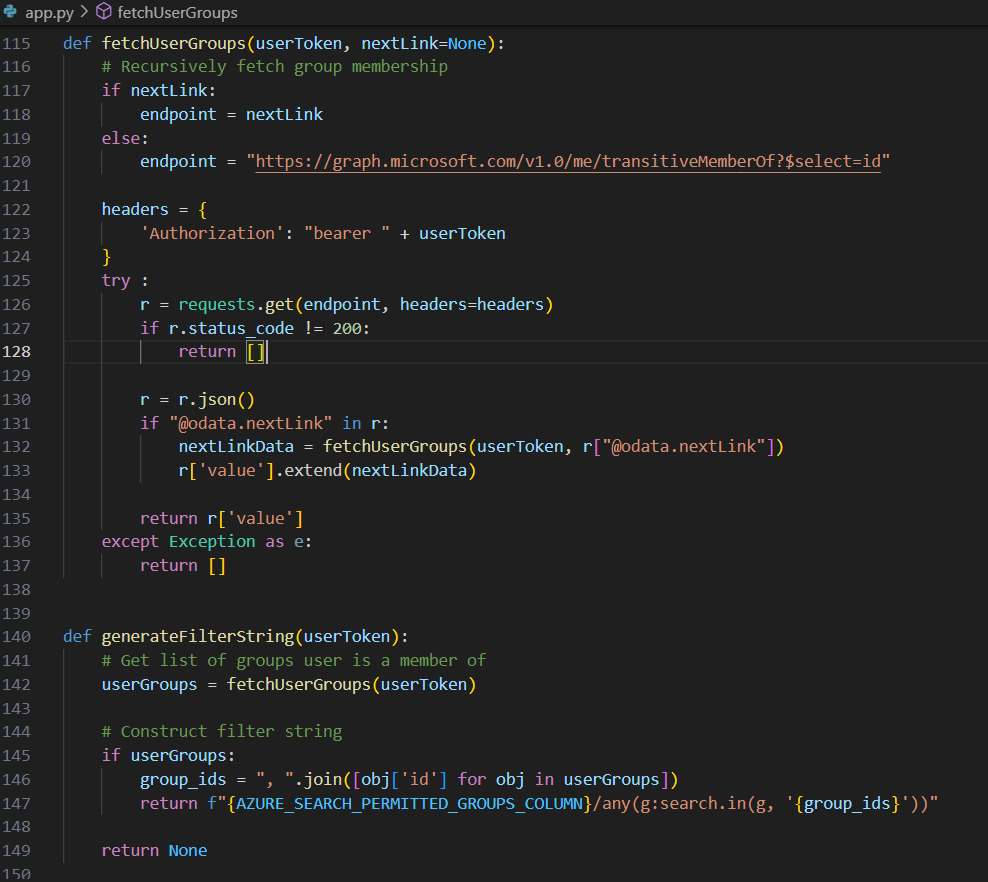 app.py > fetchUserGroups
115 def fetchUserGroups(userToken, nextLink=None):
116     # Recursively fetch group membership
117     if nextLink:
118         endpoint = nextLink
119     else:
120         endpoint = "https://graph.microsoft.com/v1.0/me/transitiveMemberOf?$select=id"
121
122     headers = {
123         'Authorization': "bearer " + userToken
124     }
125     try :
126         r = requests.get(endpoint, headers=headers)
127         if r.status_code != 200:
128             return []
129
130         r = r.json()
131         if "@odata.nextLink" in r:
132             nextLinkData = fetchUserGroups(userToken, r["@odata.nextLink"])
133             r['value'].extend(nextLinkData)
134
135         return r['value']
136     except Exception as e:
137         return []
138
139
140 def generateFilterString(userToken):
141     # Get list of groups user is a member of
142     userGroups = fetchUserGroups(userToken)
143
144     # Construct filter string
145     if userGroups:
146         group_ids = ", ".join([obj['id'] for obj in userGroups])
147         return f"{AZURE_SEARCH_PERMITTED_GROUPS_COLUMN}/any(g:search.in(g, '{group_ids}'))"
148
149     return None
150